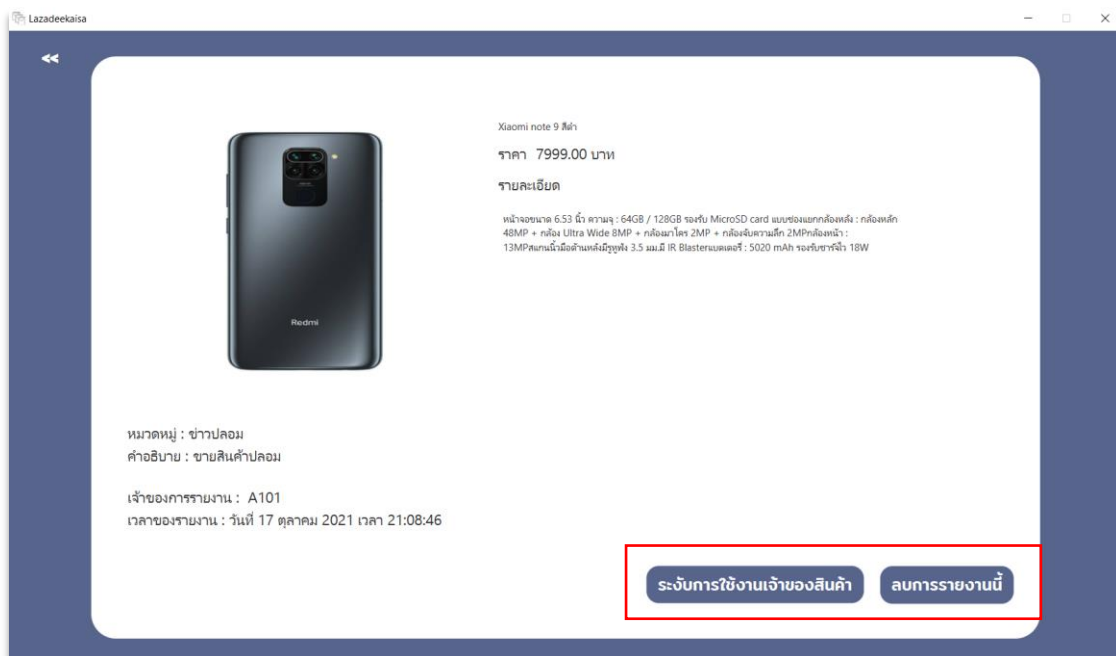 Lazadeekaisa
<<
Xiaomi note 9 สีดำ
ราคา 7999.00 บาท
รายละเอียด
หน้าจอขนาด 6.53 นิ้ว ความจุ : 64GB / 128GB รองรับ MicroSD card แบบช่องแยกกล้องหลัง : กล้องหลัก
48MP + กล้อง Ultra Wide 8MP + กล้องมาโคร 2MP + กล้องจับความลึก 2MPกล้องหน้า :
13MPสแกนนิ้วมือด้านหลังมีรูหูฟัง 3.5 มม.มี IR Blasterแบตเตอรี่ : 5020 mAh รองรับชาร์จไว 18W
Redmi
หมวดหมู่ : ข่าวปลอม
คำอธิบาย : ขายสินค้าปลอม
เจ้าของการรายงาน : A101
เวลาของรายงาน : วันที่ 17 ตุลาคม 2021 เวลา 21:08:46
ระงับการใช้งานเจ้าของสินค้า
ลบการรายงานนี้